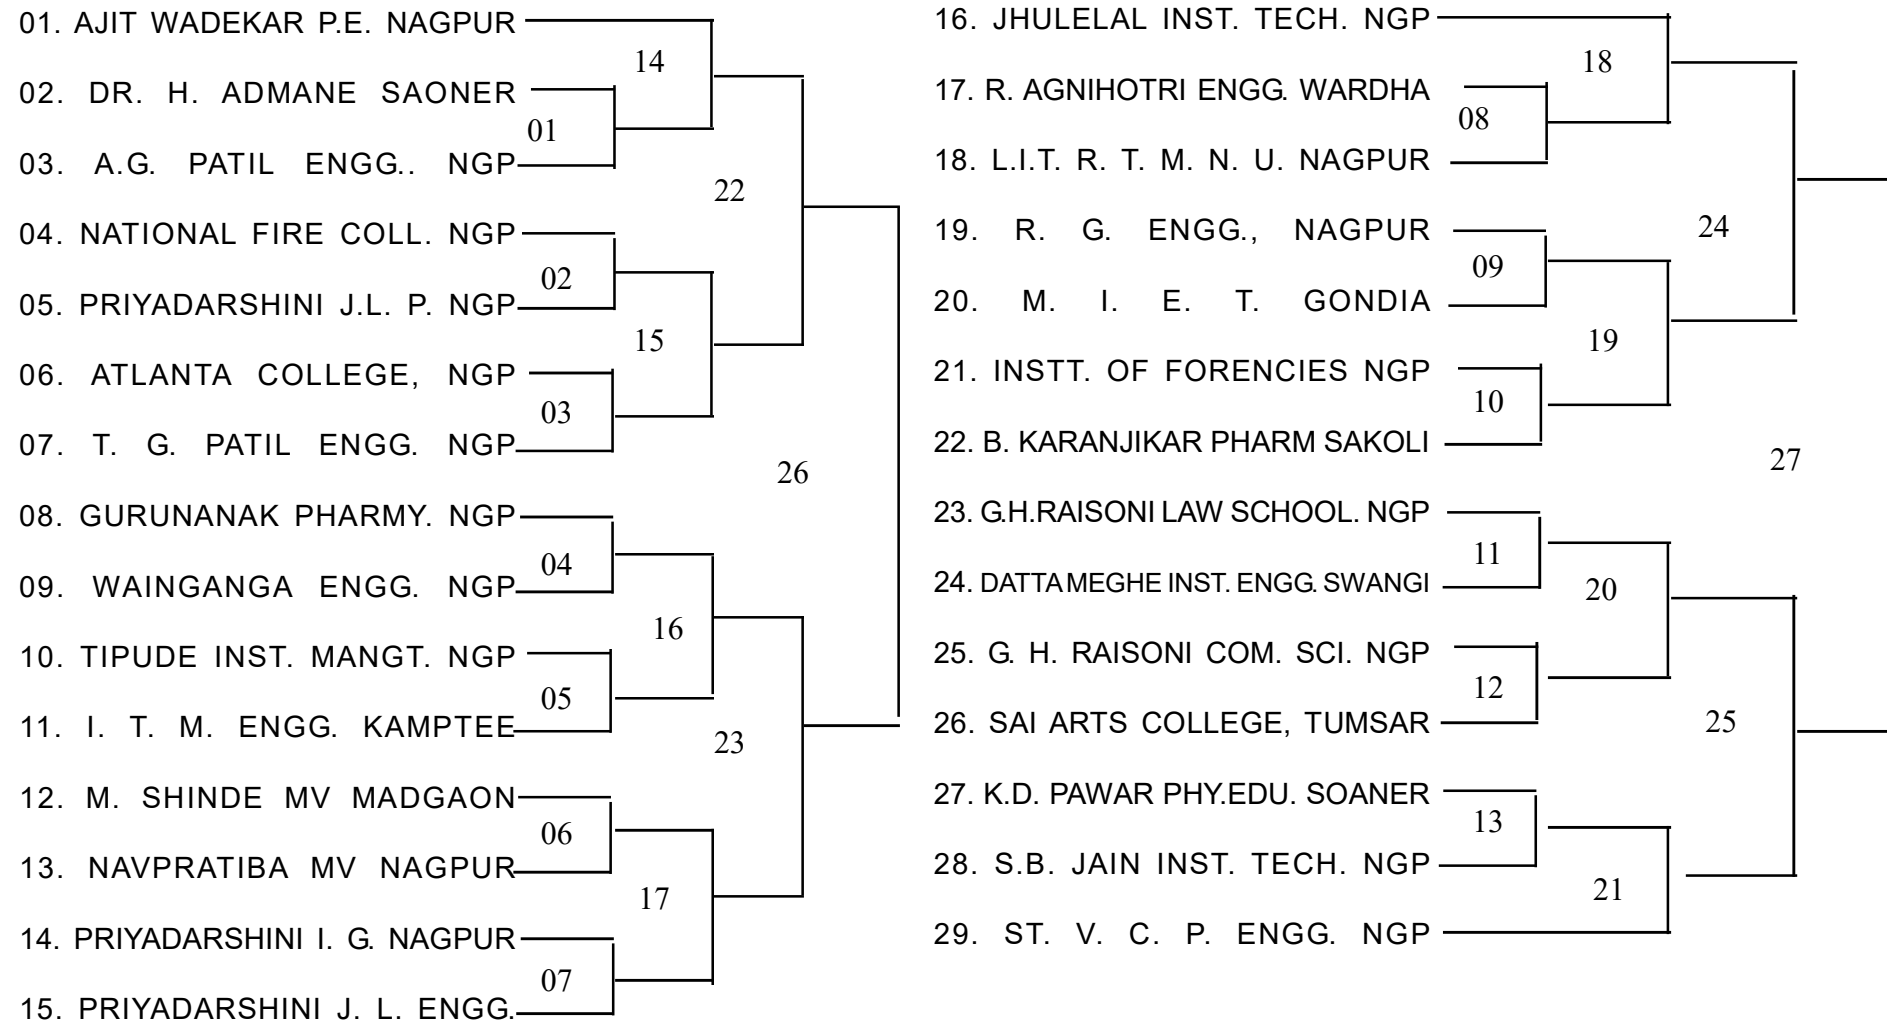 01. AJIT WADEKAR P.E. NAGPUR
02. DR. H. ADMANE SAONER
03. A.G. PATIL ENGG.. NGP
04. NATIONAL FIRE COLL. NGP
05. PRIYADARSHINI J.L. P. NGP
06. ATLANTA COLLEGE, NGP
07. T. G. PATIL ENGG. NGP
08. GURUNANAK PHARMY. NGP
09. WAINGANGA ENGG. NGP
10. TIPUDE INST. MANGT. NGP
11. I. T. M. ENGG. KAMPTEE
12. M. SHINDE MV MADGAON
13. NAVPRATIBA MV NAGPUR
14. PRIYADARSHINI I. G. NAGPUR
15. PRIYADARSHINI J. L. ENGG.
01
02
03
04
05
06
07
14
15
16
17
22
23
26
16. JHULELAL INST. TECH. NGP
17. R. AGNIHOTRI ENGG. WARDHA
18. L.I.T. R. T. M. N. U. NAGPUR
19. R. G. ENGG., NAGPUR
20. M. I. E. T. GONDIA
21. INSTT. OF FORENCIES NGP
22. B. KARANJIKAR PHARM SAKOLI
23. G.H.RAISONI LAW SCHOOL. NGP
24. DATTA MEGHE INST. ENGG. SWANGI
25. G. H. RAISONI COM. SCI. NGP
26. SAI ARTS COLLEGE, TUMSAR
27. K.D. PAWAR PHY.EDU. SOANER
28. S.B. JAIN INST. TECH. NGP
29. ST. V. C. P. ENGG. NGP
08
09
10
11
12
13
18
19
20
21
24
25
27